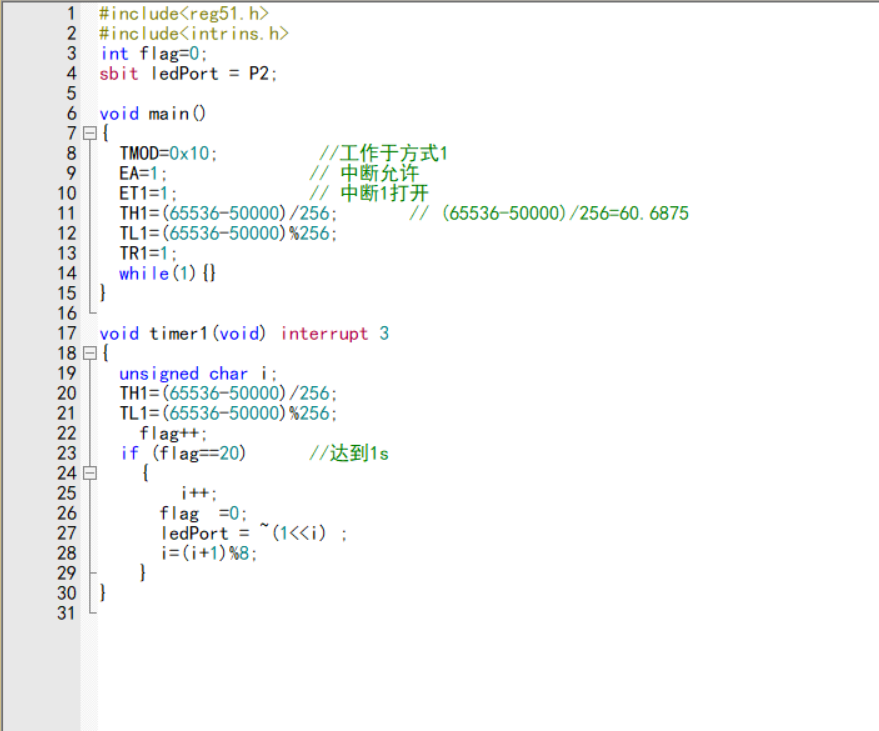 1 #include<reg51.h>
2 #include<intrins.h>
3 int flag=0;
4 sbit ledPort = P2;
5
6 void main()
7 {
8 TMOD=0x10; //工作于方式1
9 EA=1; // 中断允许
10 ET1=1; // 中断1打开
11 TH1=(65536-50000)/256; // (65536-50000)/256=60.6875
12 TL1=(65536-50000)%256;
13 TR1=1;
14 while(1){}
15 }
16
17 void timer1(void) interrupt 3
18 {
19 unsigned char i;
20 TH1=(65536-50000)/256;
21 TL1=(65536-50000)%256;
22 flag++;
23 if (flag==20) //达到1s
24 {
25 i++;
26 flag =0;
27 ledPort = ~(1<<i) ;
28 i=(i+1)%8;
29 }
30 }
31